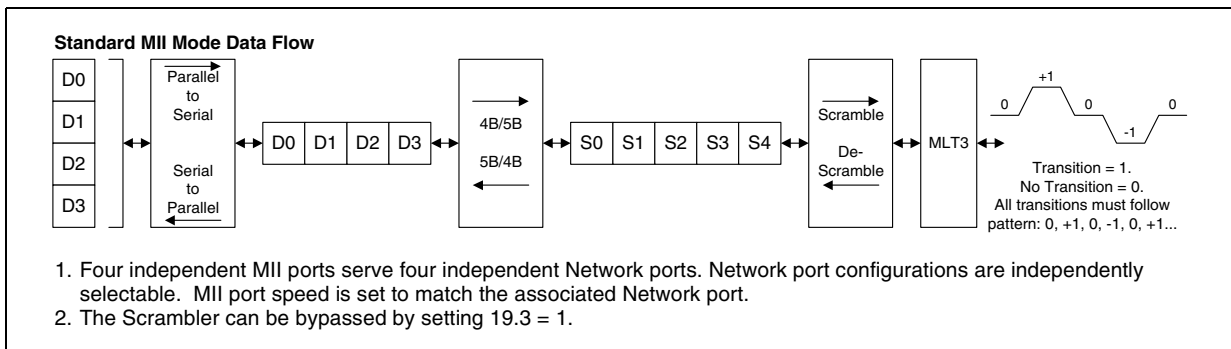 Standard MII Mode Data Flow
D0
D1
D2
D3
Parallel
to
Serial
Serial
to
Parallel
D0 D1 D2 D3
4B/5B
5B/4B
S0 S1 S2 S3 S4
Scramble
De-
Scramble
MLT3
0 +1 0 -1 0
Transition = 1.
No Transition = 0.
All transitions must follow
pattern: 0, +1, 0, -1, 0, +1...
1. Four independent MII ports serve four independent Network ports. Network port configurations are independently
selectable. MII port speed is set to match the associated Network port.
2. The Scrambler can be bypassed by setting 19.3 = 1.